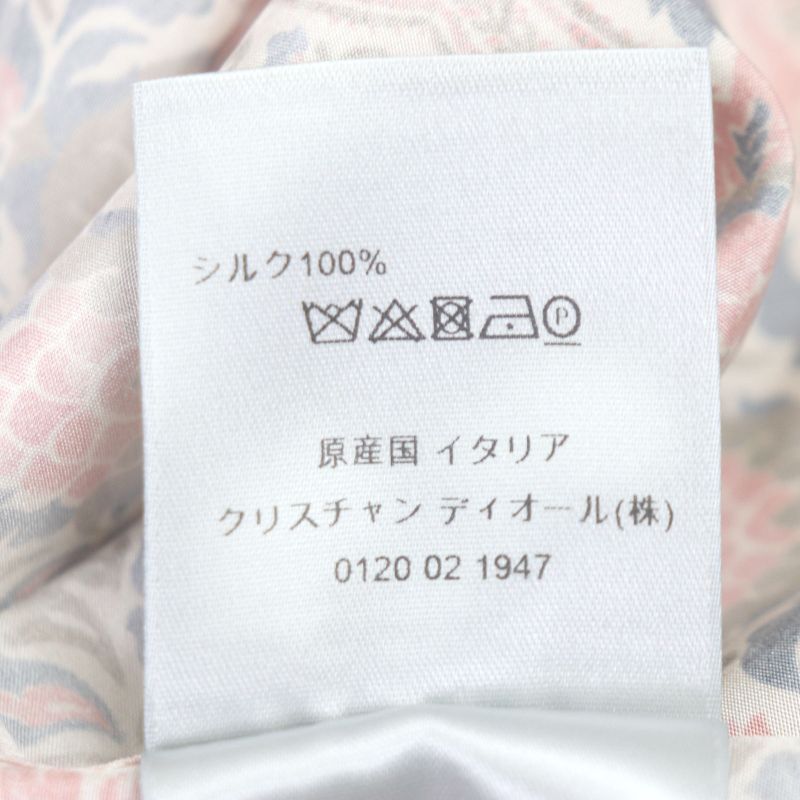 シルク100%
P
原産国 イタリア
クリスチャン ディオール(株)
0120 02 1947